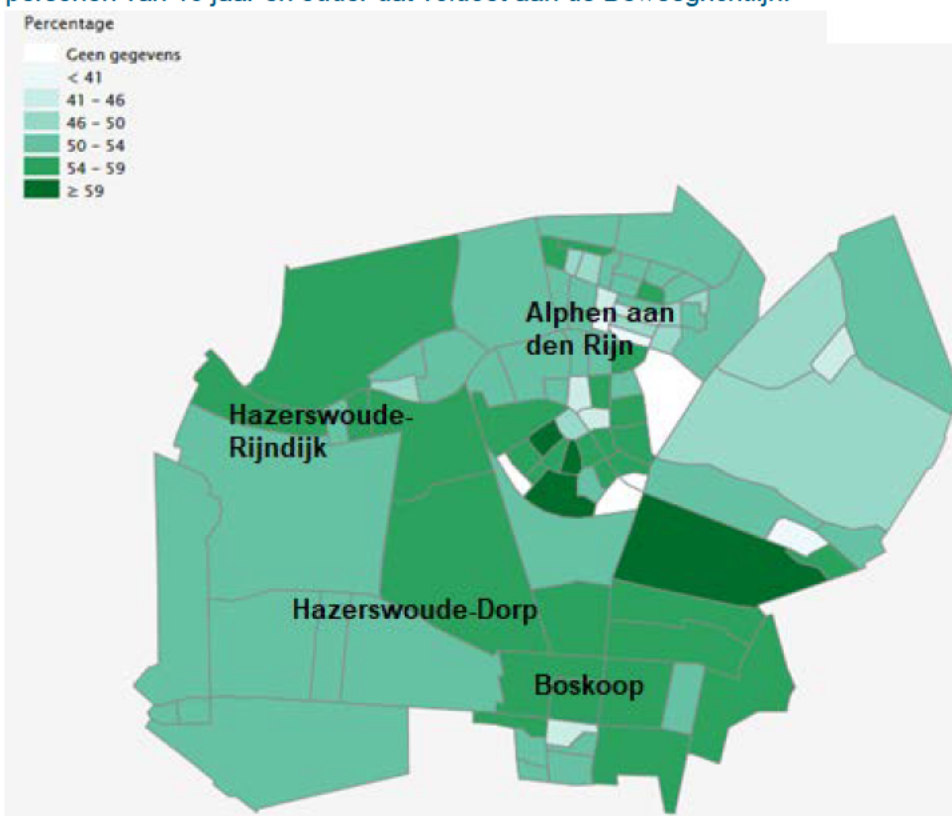 Percentage
Geen gegevens
< 41
41 - 46
46 - 50
50 - 54
54 - 59
≥ 59
Alphen aan
den Rijn
Hazerswoude-
Rijndijk
Hazerswoude-Dorp
Boskoop